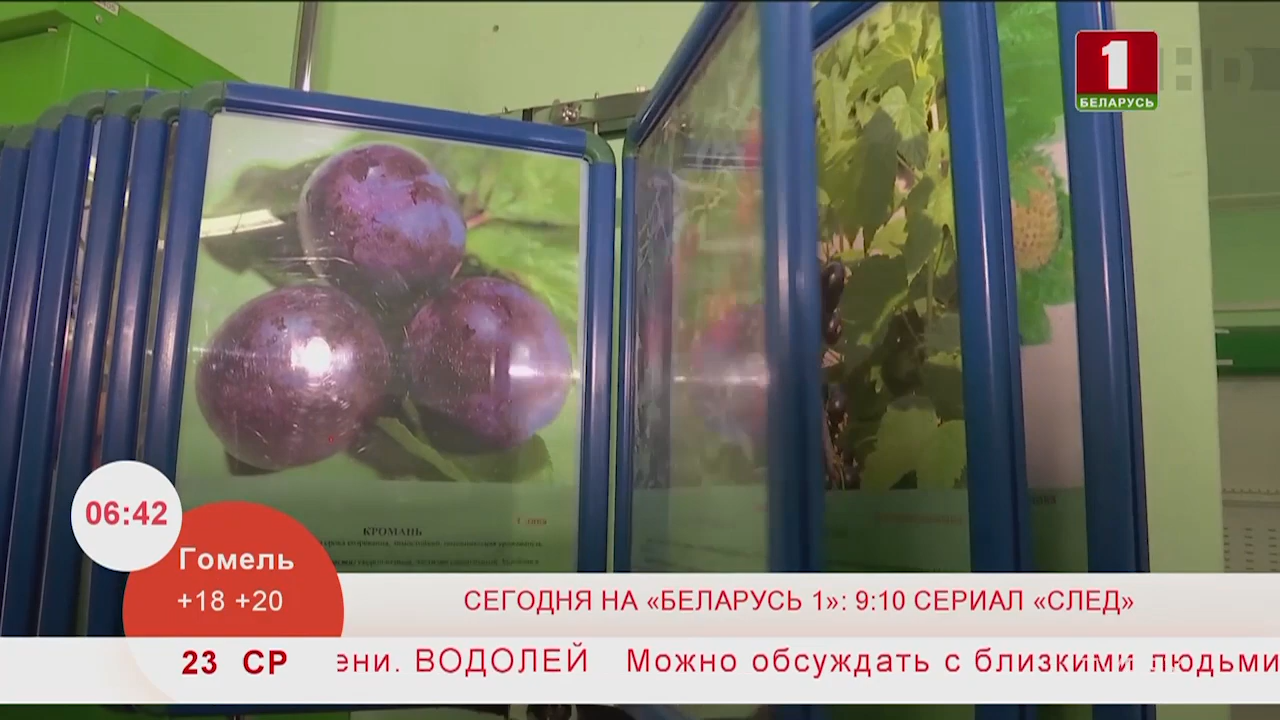 1
БЕЛАРУСЬ
HD
КРОМАНЬ
06:42
Гомель
+18 +20
СЕГОДНЯ НА «БЕЛАРУСЬ 1»: 9:10 СЕРИАЛ «СЛЕД»
23 СР
ени. ВОДОЛЕЙ Можно обсуждать с близкими людьми